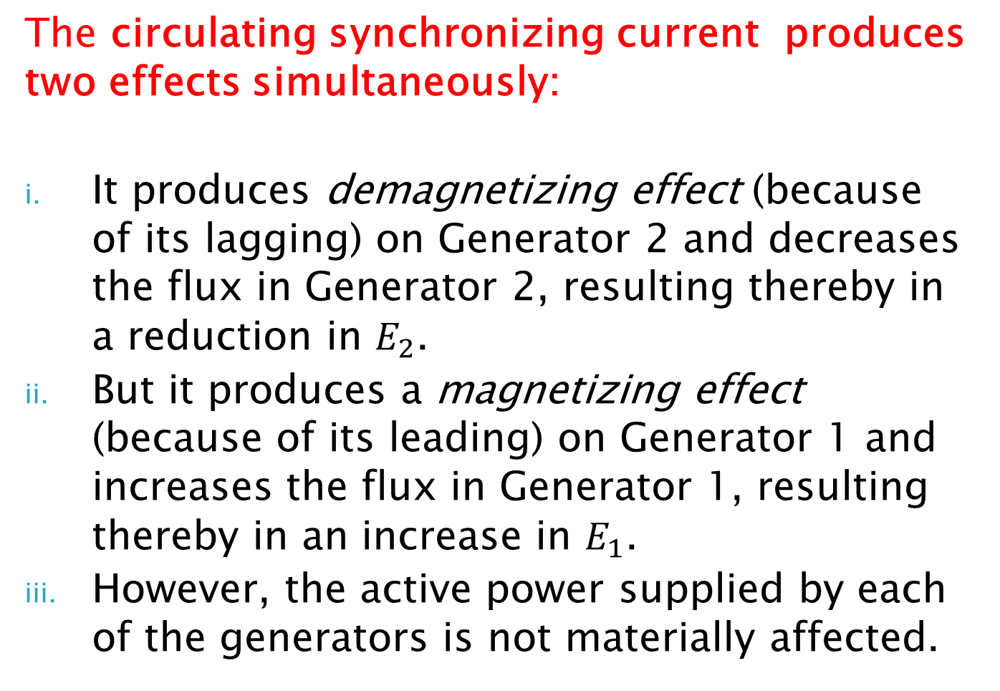 The circulating synchronizing current  produces
two effects simultaneously:
i. It produces demagnetizing effect (because
of its lagging) on Generator 2 and decreases
the flux in Generator 2, resulting thereby in
a reduction in E₂.
ii. But it produces a magnetizing effect
(because of its leading) on Generator 1 and
increases the flux in Generator 1, resulting
thereby in an increase in E₁.
iii. However, the active power supplied by each
of the generators is not materially affected.